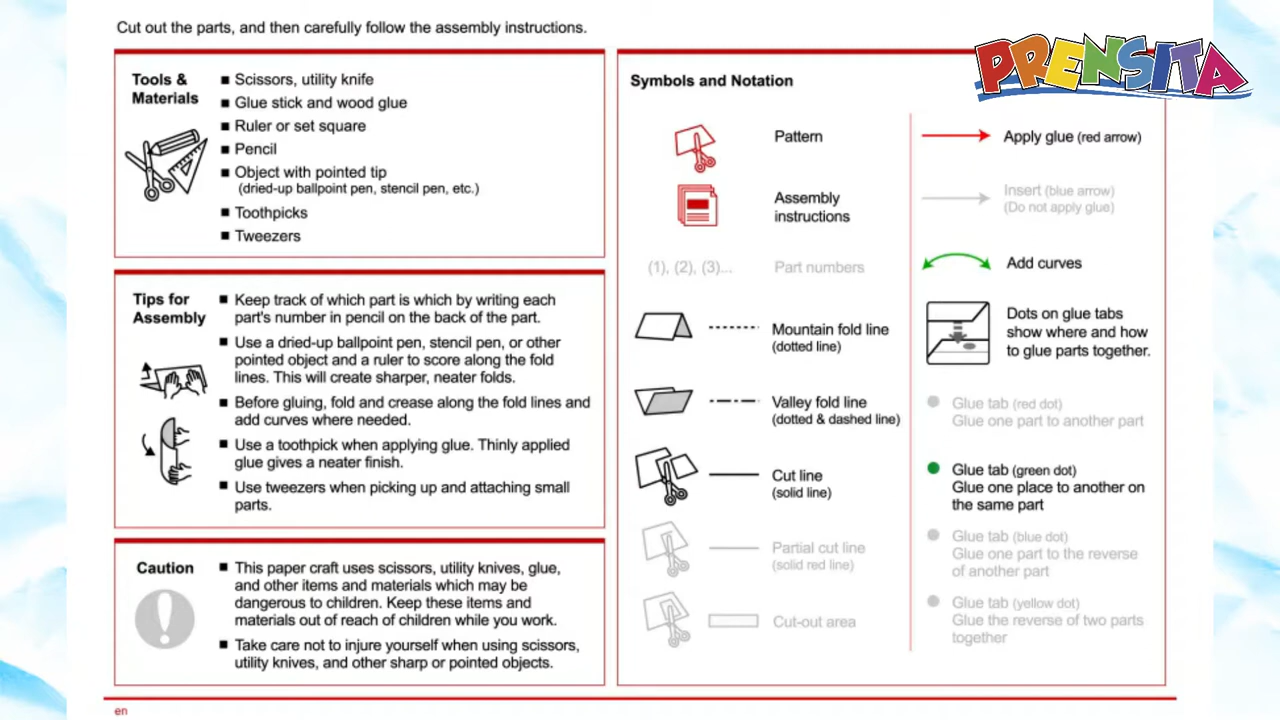 Cut out the parts, and then carefully follow the assembly instructions.
PRENSITA
Tools &
Materials
■ Scissors, utility knife
■ Glue stick and wood glue
■ Ruler or set square
■ Pencil
■ Object with pointed tip
(dried-up ballpoint pen, stencil pen, etc.)
■ Toothpicks
■ Tweezers
Tips for
Assembly
■ Keep track of which part is which by writing each
part's number in pencil on the back of the part.
■ Use a dried-up ballpoint pen, stencil pen, or other
pointed object and a ruler to score along the fold
lines. This will create sharper, neater folds.
■ Before gluing, fold and crease along the fold lines and
add curves where needed.
■ Use a toothpick when applying glue. Thinly applied
glue gives a neater finish.
■ Use tweezers when picking up and attaching small
parts.
Caution
■ This paper craft uses scissors, utility knives, glue,
and other items and materials which may be
dangerous to children. Keep these items and
materials out of reach of children while you work.
■ Take care not to injure yourself when using scissors,
utility knives, and other sharp or pointed objects.
Symbols and Notation
Pattern
Assembly
instructions
(1), (2), (3)... Part numbers
Mountain fold line
(dotted line)
Valley fold line
(dotted & dashed line)
Cut line
(solid line)
Partial cut line
(solid red line)
Cut-out area
Apply glue (red arrow)
Insert (blue arrow)
(Do not apply glue)
Add curves
Dots on glue tabs
show where and how
to glue parts together.
Glue tab (red dot)
Glue one part to another part
Glue tab (green dot)
Glue one place to another on
the same part
Glue tab (blue dot)
Glue one part to the reverse
of another part
Glue tab (yellow dot)
Glue the reverse of two parts
together
en